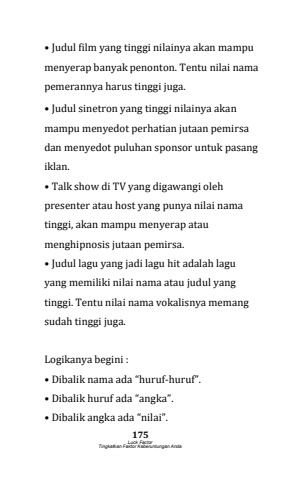 • Judul film yang tinggi nilainya akan mampu
menyerap banyak penonton. Tentu nilai nama
pemerannya harus tinggi juga.
• Judul sinetron yang tinggi nilainya akan
mampu menyedot perhatian jutaan pemirsa
dan menyedot puluhan sponsor untuk pasang
iklan.
• Talk show di TV yang digawangi oleh
presenter atau host yang punya nilai nama
tinggi, akan mampu menyerap atau
menghipnosis jutaan pemirsa.
• Judul lagu yang jadi lagu hit adalah lagu
yang memiliki nilai nama atau judul yang
tinggi. Tentu nilai nama vokalisnya memang
sudah tinggi juga.
Logikanya begini :
• Dibalik nama ada “huruf-huruf”.
• Dibalik huruf ada “angka”.
• Dibalik angka ada “nilai”.
175
Luck Factor
Tingkatkan Faktor Keberuntungan Anda